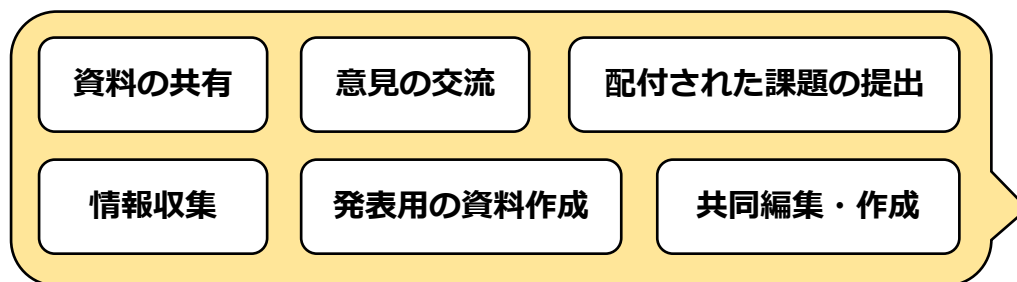 資料の共有
意見の交流
配付された課題の提出
情報収集
発表用の資料作成
共同編集・作成